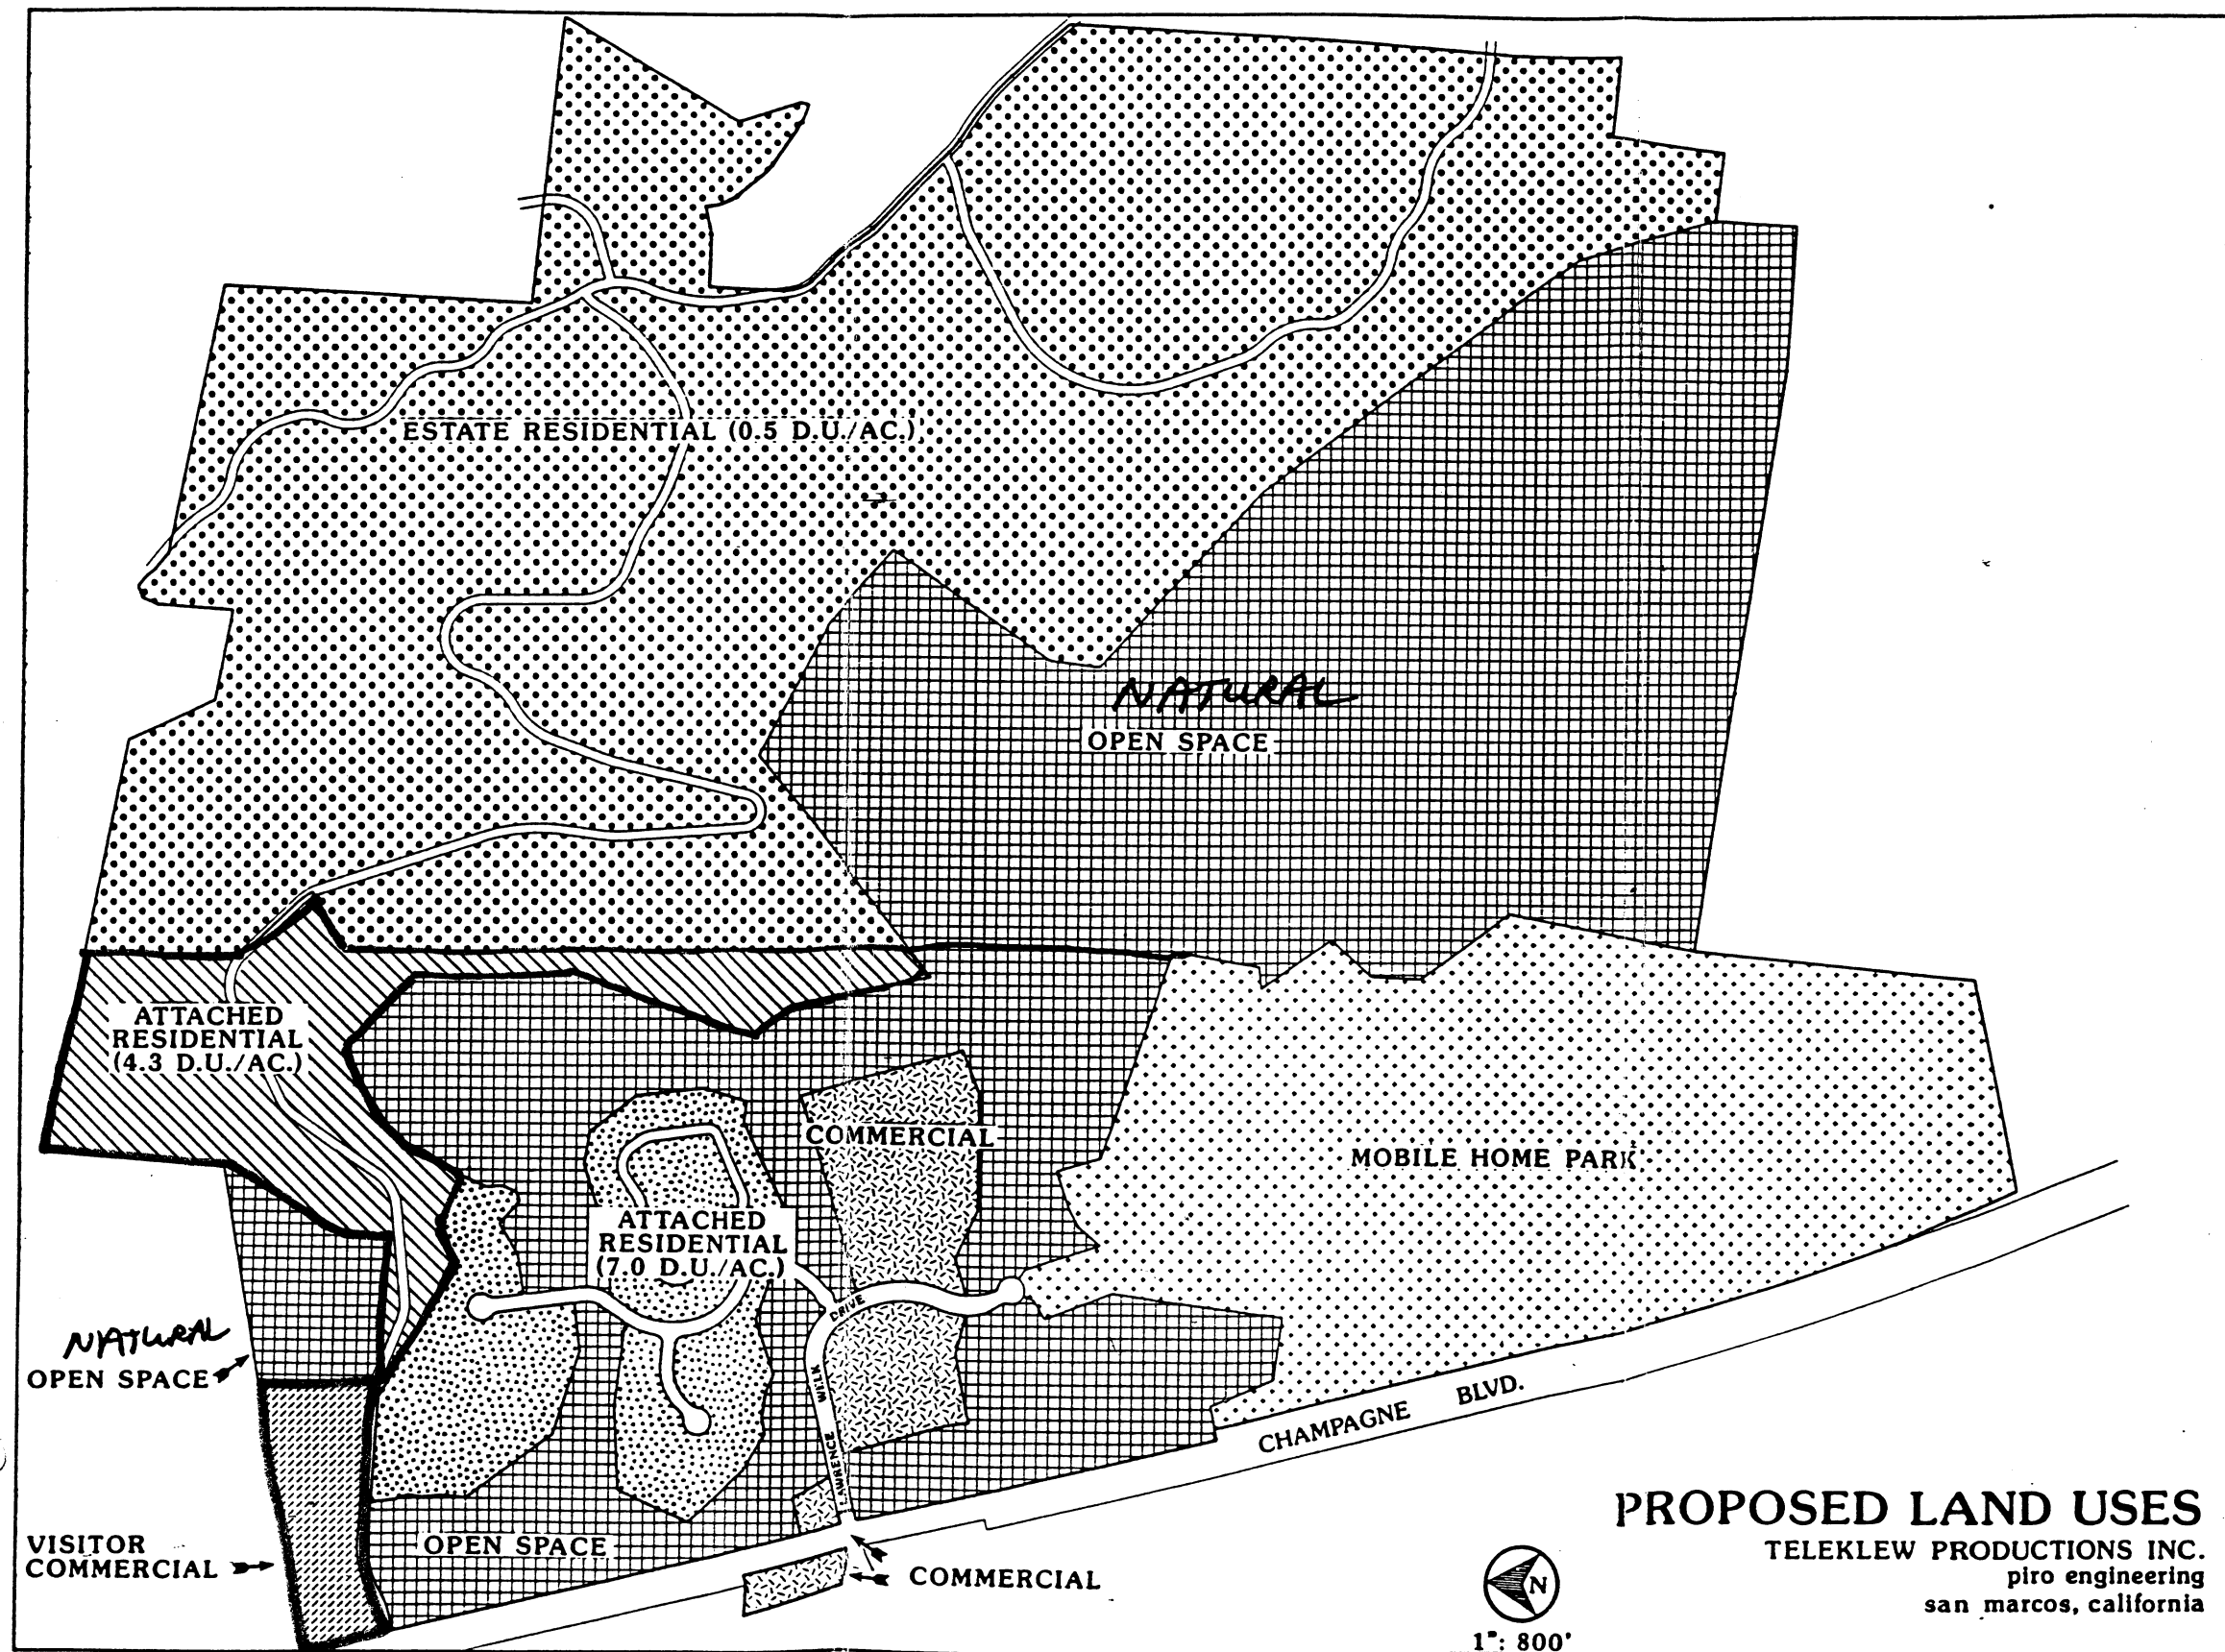 ESTATE RESIDENTIAL (0.5 D.U./AC.)
NATURAL
OPEN SPACE
ATTACHED
RESIDENTIAL
(4.3 D.U./AC.)
COMMERCIAL
MOBILE HOME PARK
ATTACHED
RESIDENTIAL
(7.0 D.U./AC.)
LAWRENCE WELK DRIVE
NATURAL
OPEN SPACE
CHAMPAGNE BLVD.
VISITOR
COMMERCIAL
OPEN SPACE
COMMERCIAL
PROPOSED LAND USES
TELEKLEW PRODUCTIONS INC.
piro engineering
san marcos, california
N
1": 800'